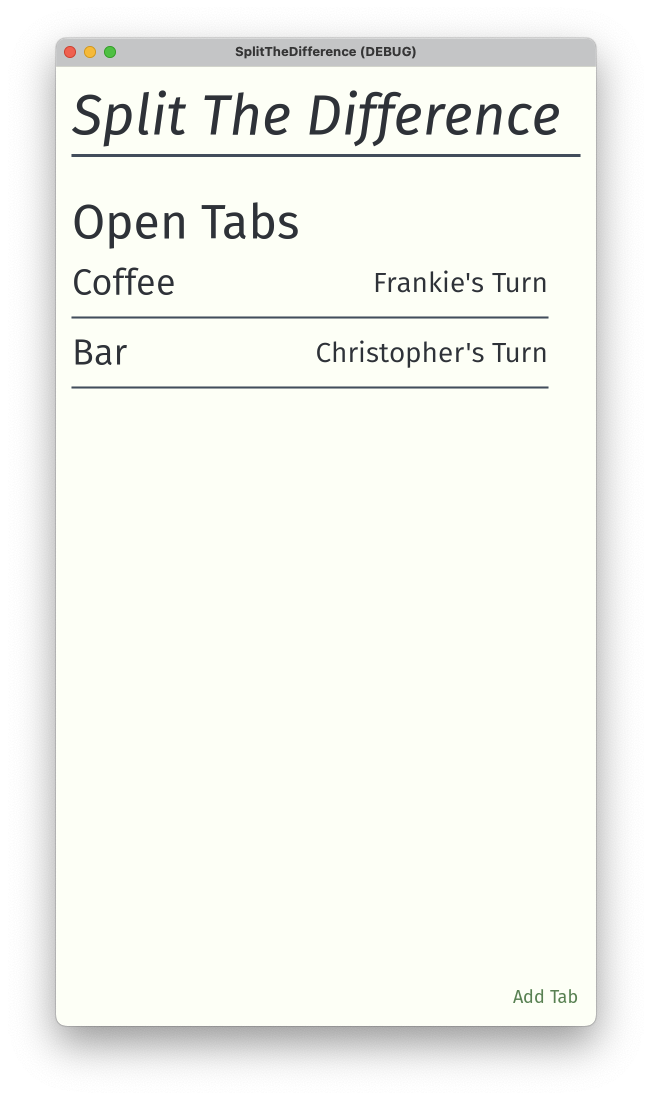 SplitTheDifference (DEBUG)
Split The Difference
Open Tabs
Coffee Frankie's Turn
Bar Christopher's Turn
Add Tab